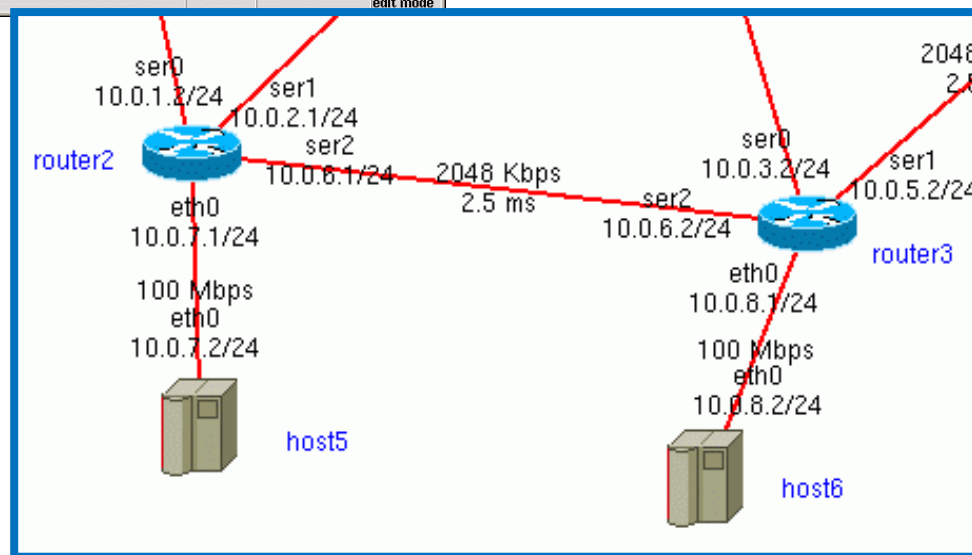 edit mode
ser0
10.0.1.2/24
ser1
10.0.2.1/24
router2
ser2
10.0.6.1/24
2048 Kbps
2.5 ms
eth0
10.0.7.1/24
100 Mbps
eth0
10.0.7.2/24
host5
2048
ser0
10.0.3.2/24
ser1
10.0.5.2/24
ser2
10.0.6.2/24
router3
eth0
10.0.8.1/24
100 Mbps
eth0
10.0.8.2/24
host6